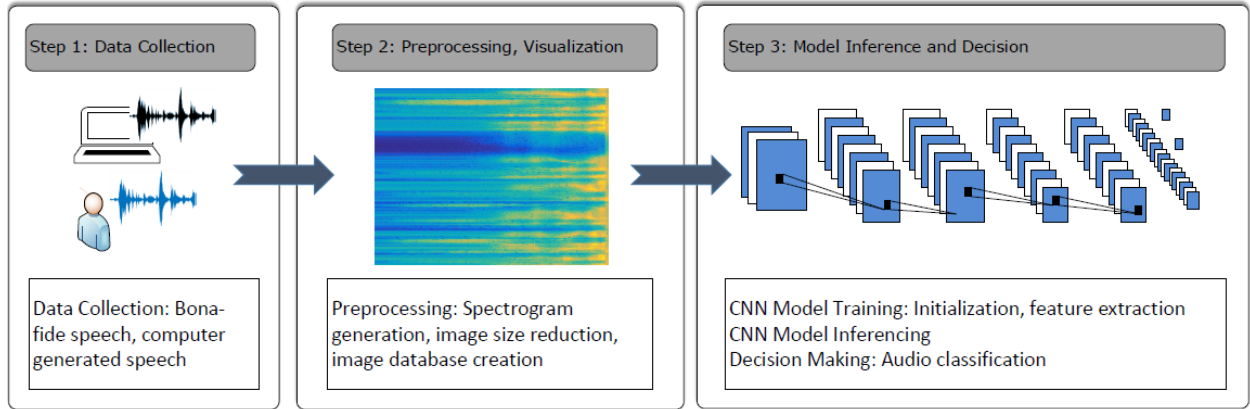 Step 1: Data Collection
Data Collection: Bona-
fide speech, computer
generated speech
Step 2: Preprocessing, Visualization
Preprocessing: Spectrogram
generation, image size reduction,
image database creation
Step 3: Model Inference and Decision
CNN Model Training: Initialization, feature extraction
CNN Model Inferencing
Decision Making: Audio classification